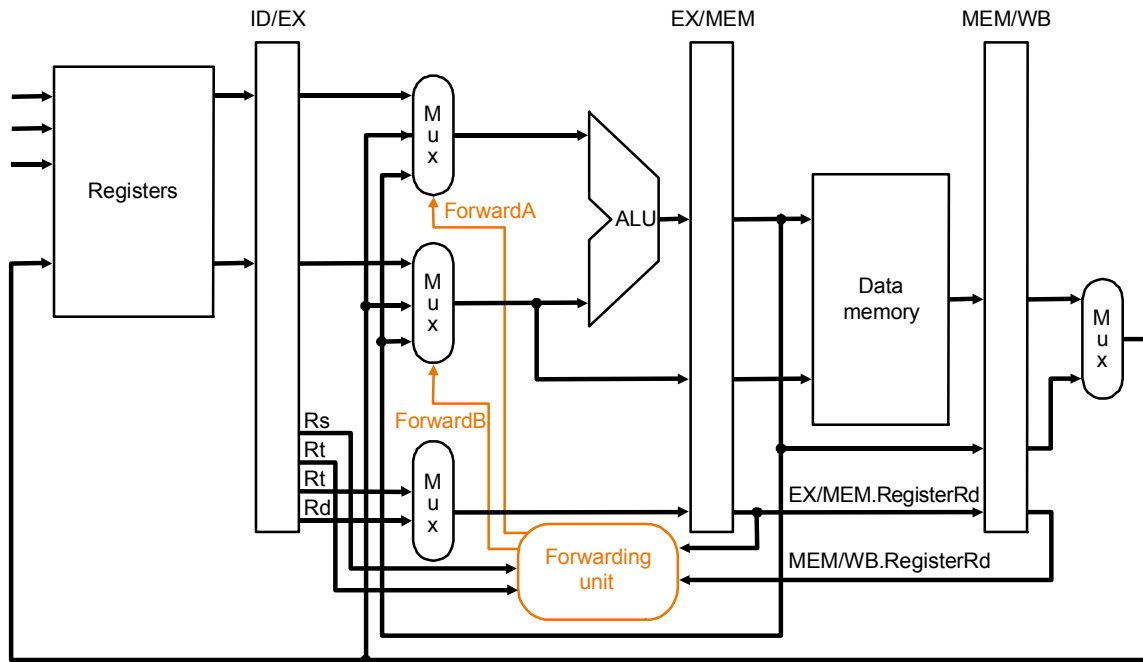 ID/EX
EX/MEM
MEM/WB
Registers
M
u
x
ForwardA
ALU
M
u
x
Data
memory
M
u
x
ForwardB
Rs
Rt
Rt
Rd
M
u
x
EX/MEM.RegisterRd
Forwarding
unit
MEM/WB.RegisterRd